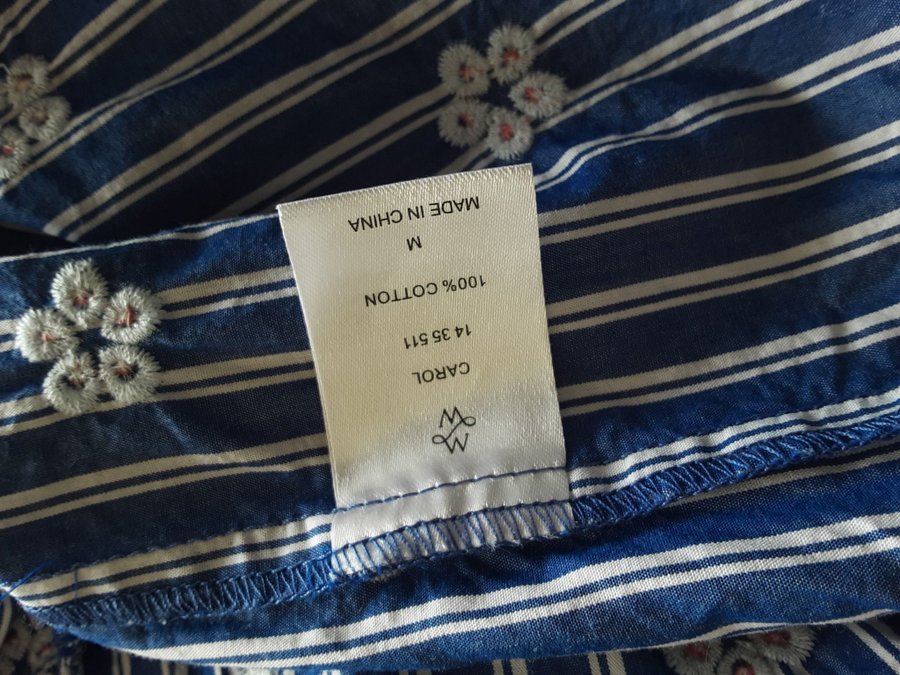 CAROL
14 35 511
100% COTTON
M
MADE IN CHINA